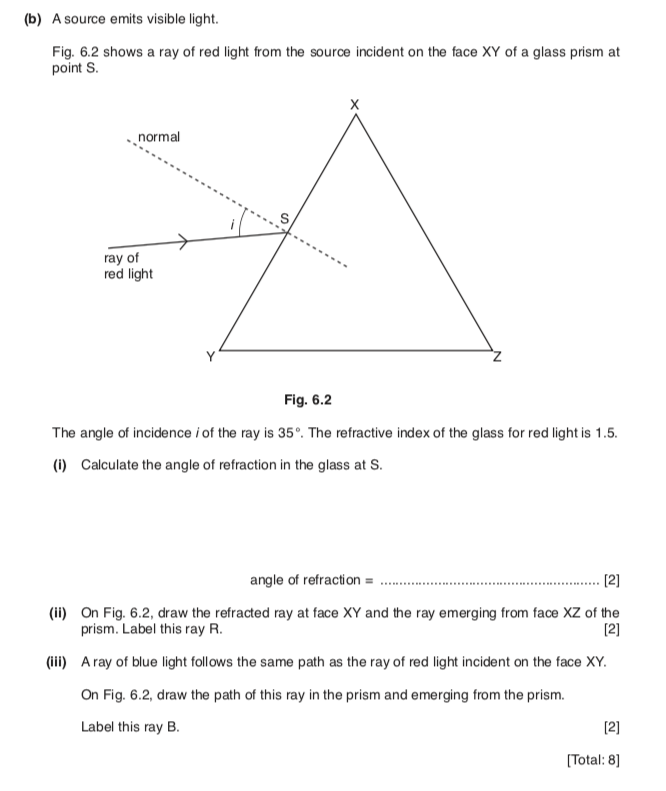 (b) A source emits visible light.
Fig. 6.2 shows a ray of red light from the source incident on the face XY of a glass prism at
point S.
X
normal
S
i
ray of
red light
Y
Z
Fig. 6.2
The angle of incidence i of the ray is 35°. The refractive index of the glass for red light is 1.5.
(i) Calculate the angle of refraction in the glass at S.
angle of refraction = .......................................................... [2]
(ii) On Fig. 6.2, draw the refracted ray at face XY and the ray emerging from face XZ of the
prism. Label this ray R. [2]
(iii) A ray of blue light follows the same path as the ray of red light incident on the face XY.
On Fig. 6.2, draw the path of this ray in the prism and emerging from the prism.
Label this ray B. [2]
[Total: 8]